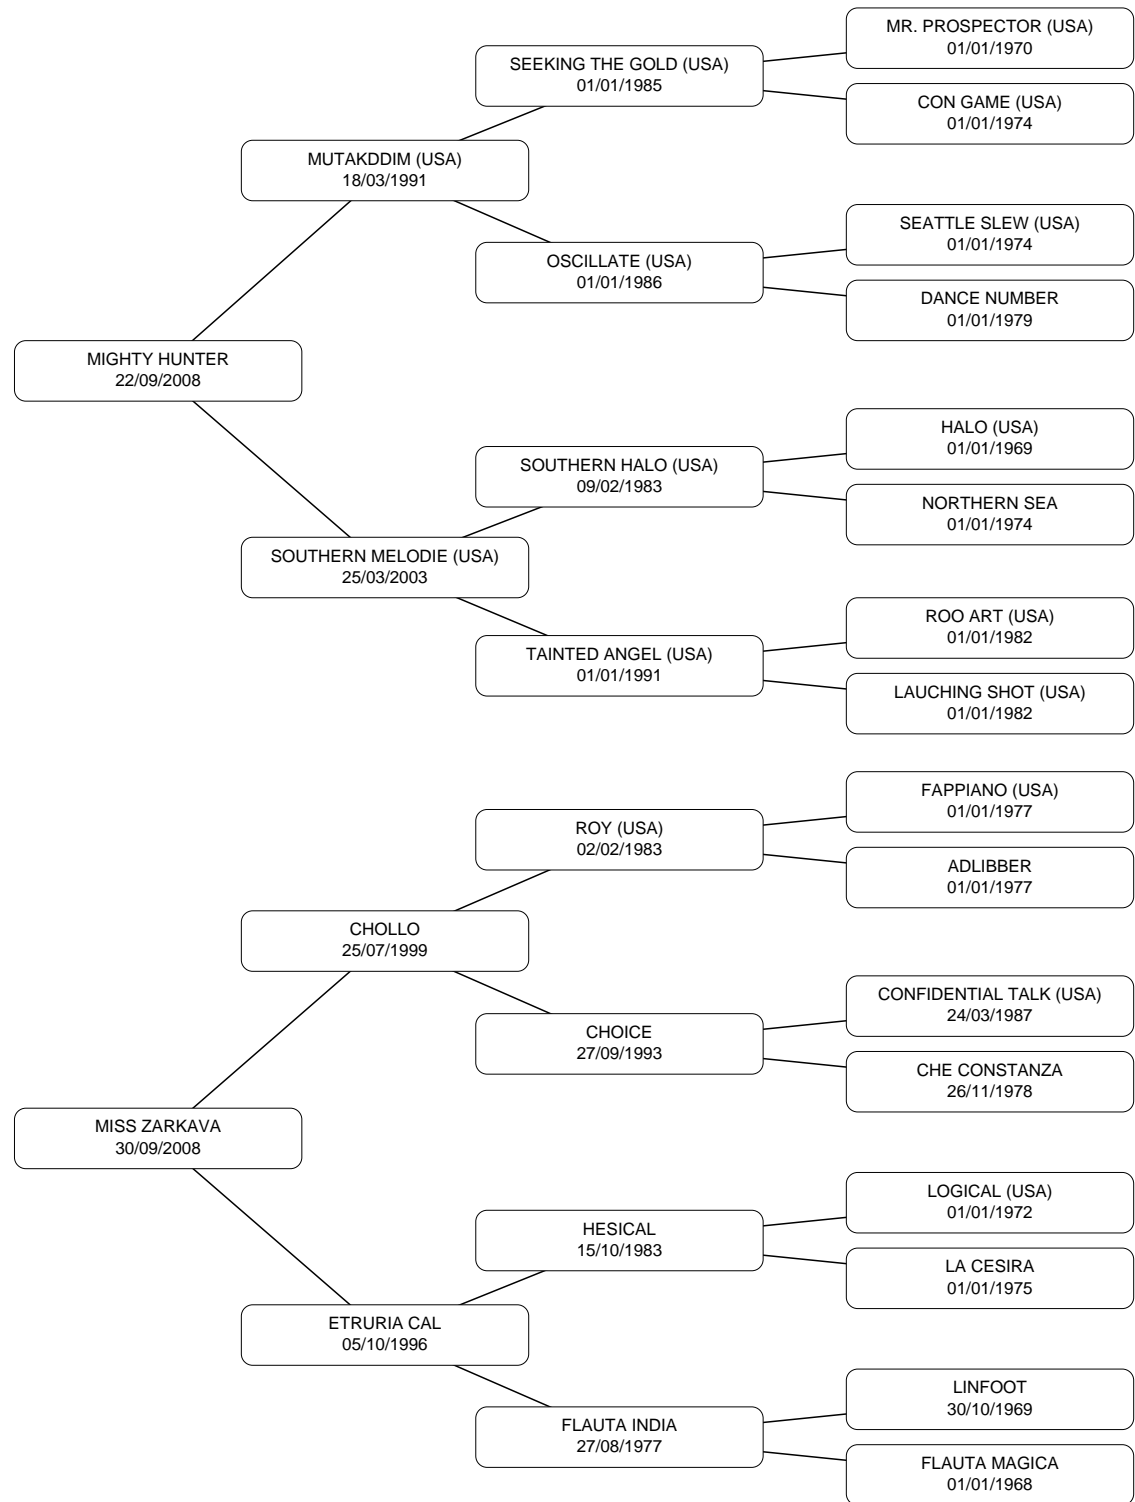 MR. PROSPECTOR (USA)
01/01/1970
SEEKING THE GOLD (USA)
01/01/1985
CON GAME (USA)
01/01/1974
MUTAKDDIM (USA)
18/03/1991
SEATTLE SLEW (USA)
01/01/1974
OSCILLATE (USA)
01/01/1986
DANCE NUMBER
01/01/1979
MIGHTY HUNTER
22/09/2008
HALO (USA)
01/01/1969
SOUTHERN HALO (USA)
09/02/1983
NORTHERN SEA
01/01/1974
SOUTHERN MELODIE (USA)
25/03/2003
ROO ART (USA)
01/01/1982
TAINTED ANGEL (USA)
01/01/1991
LAUCHING SHOT (USA)
01/01/1982
FAPPIANO (USA)
01/01/1977
ROY (USA)
02/02/1983
ADLIBBER
01/01/1977
CHOLLO
25/07/1999
CONFIDENTIAL TALK (USA)
24/03/1987
CHOICE
27/09/1993
CHE CONSTANZA
26/11/1978
MISS ZARKAVA
30/09/2008
LOGICAL (USA)
01/01/1972
HESICAL
15/10/1983
LA CESIRA
01/01/1975
ETRURIA CAL
05/10/1996
LINFOOT
30/10/1969
FLAUTA INDIA
27/08/1977
FLAUTA MAGICA
01/01/1968